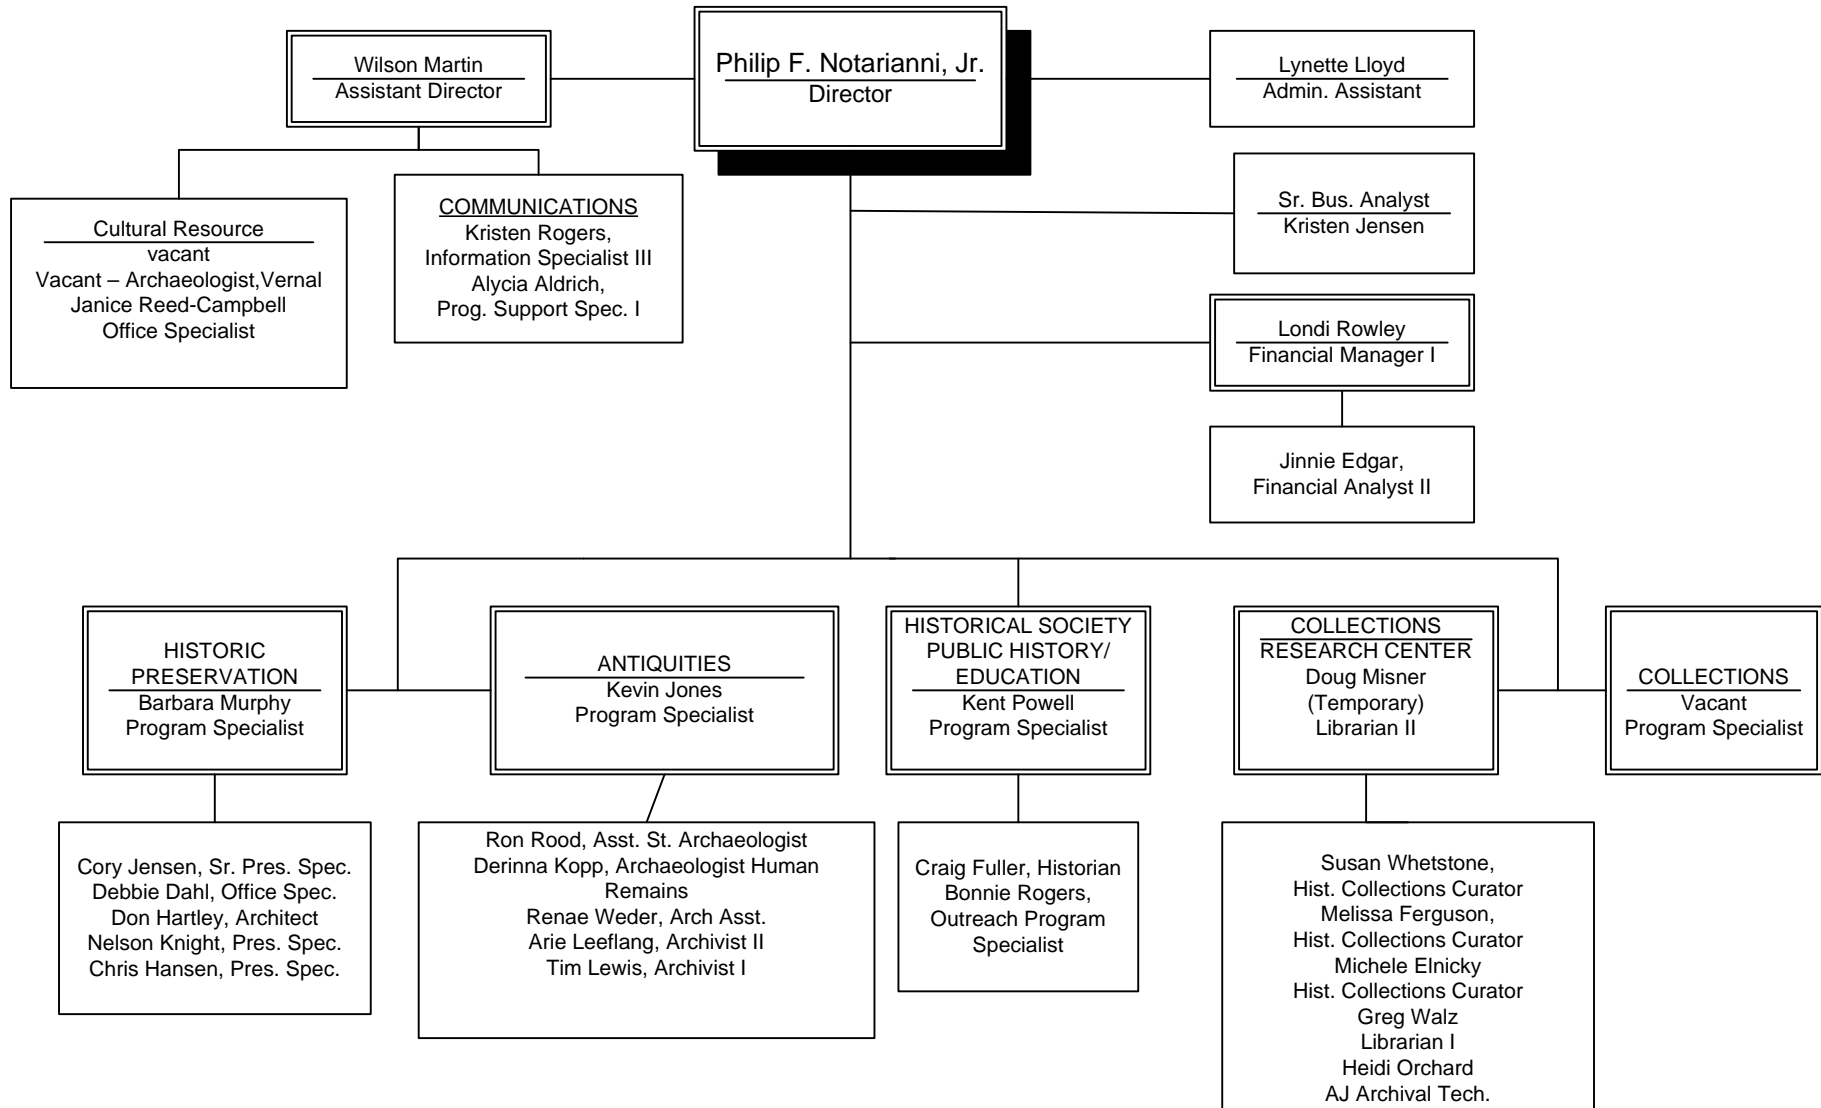 Wilson Martin
Assistant Director
Philip F. Notarianni, Jr.
Director
Lynette Lloyd
Admin. Assistant
Cultural Resource
vacant
Vacant – Archaeologist,Vernal
Janice Reed-Campbell
Office Specialist
COMMUNICATIONS
Kristen Rogers,
Information Specialist III
Alycia Aldrich,
Prog. Support Spec. I
Sr. Bus. Analyst
Kristen Jensen
Londi Rowley
Financial Manager I
Jinnie Edgar,
Financial Analyst II
HISTORIC
PRESERVATION
Barbara Murphy
Program Specialist
ANTIQUITIES
Kevin Jones
Program Specialist
HISTORICAL SOCIETY
PUBLIC HISTORY/
EDUCATION
Kent Powell
Program Specialist
COLLECTIONS
RESEARCH CENTER
Doug Misner
(Temporary)
Librarian II
COLLECTIONS
Vacant
Program Specialist
Cory Jensen, Sr. Pres. Spec.
Debbie Dahl, Office Spec.
Don Hartley, Architect
Nelson Knight, Pres. Spec.
Chris Hansen, Pres. Spec.
Ron Rood, Asst. St. Archaeologist
Derinna Kopp, Archaeologist Human
Remains
Renae Weder, Arch Asst.
Arie Leeflang, Archivist II
Tim Lewis, Archivist I
Craig Fuller, Historian
Bonnie Rogers,
Outreach Program
Specialist
Susan Whetstone,
Hist. Collections Curator
Melissa Ferguson,
Hist. Collections Curator
Michele Elnicky
Hist. Collections Curator
Greg Walz
Librarian I
Heidi Orchard
AJ Archival Tech.